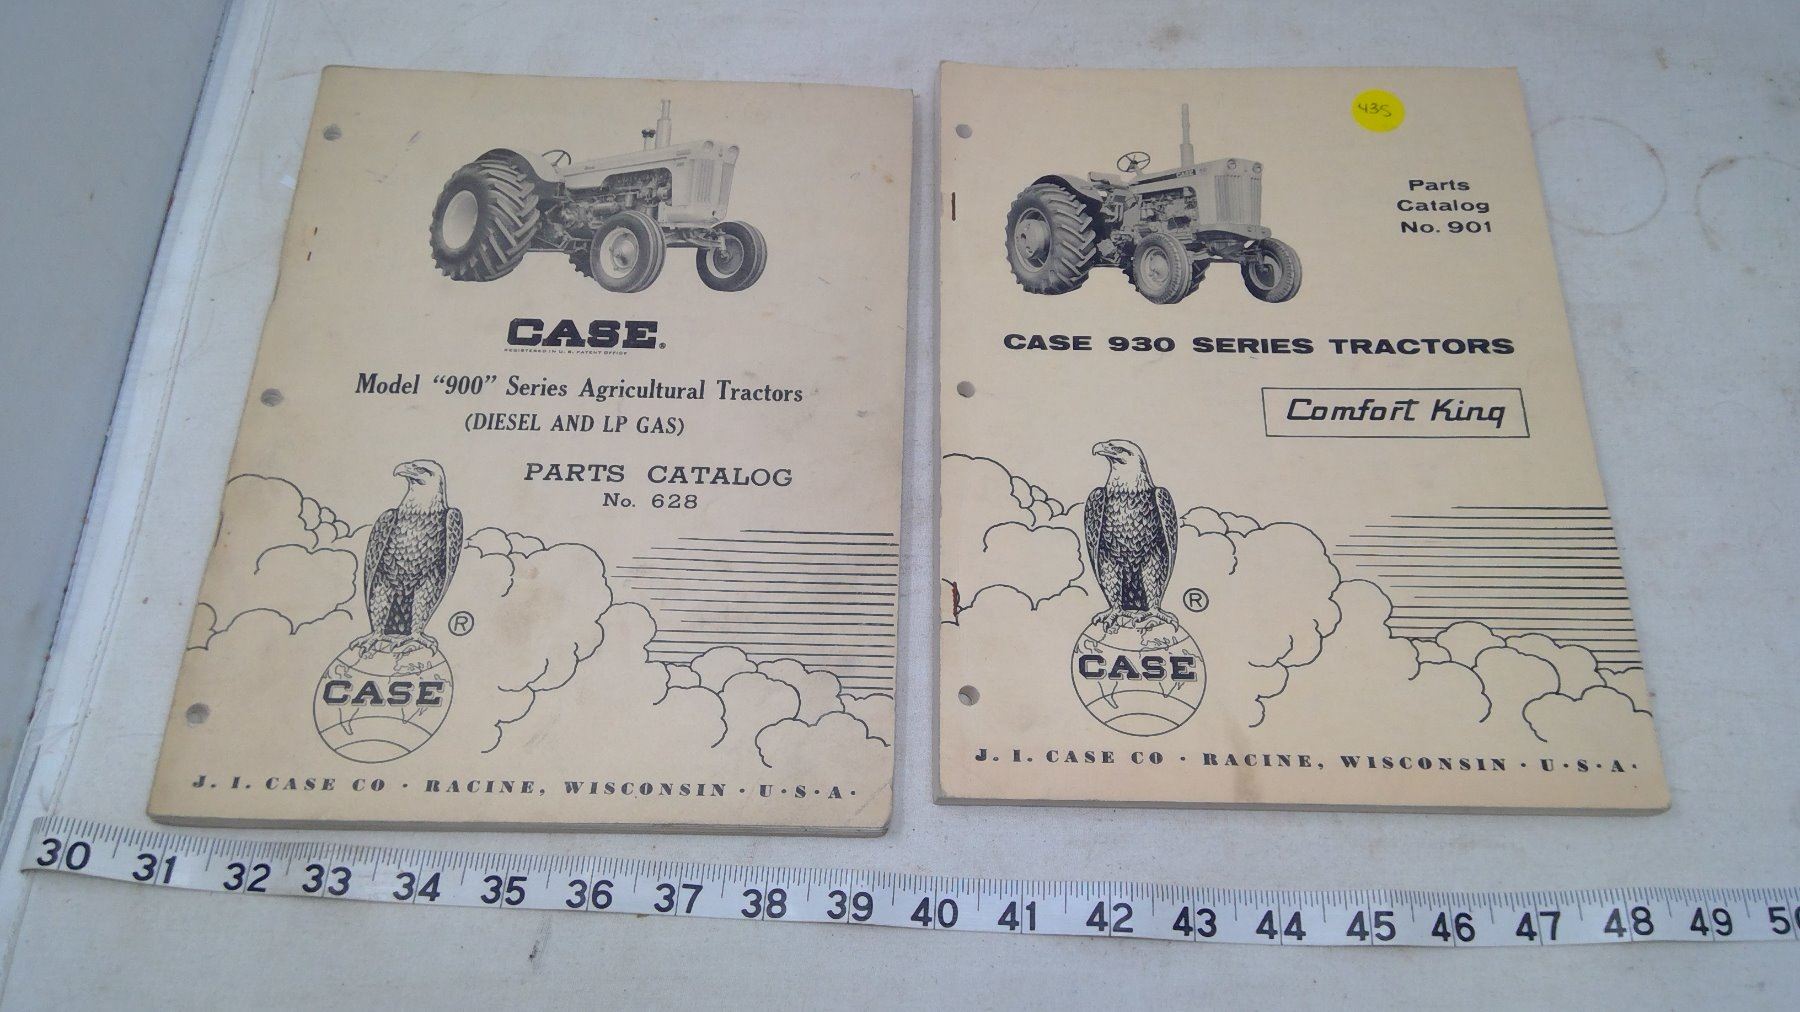 CASE®
REGISTERED IN U. S. PATENT OFFICE
Model “900” Series Agricultural Tractors
(DIESEL AND LP GAS)
PARTS CATALOG
No. 628
®
CASE
J. I. CASE CO · RACINE, WISCONSIN · U·S·A·
435
CASE
Parts
Catalog
No. 901
CASE 930 SERIES TRACTORS
Comfort King
®
CASE
J. I. CASE CO · RACINE, WISCONSIN · U·S·A·
30 31 32 33 34 35 36 37 38 39 40 41 42 43 44 45 46 47 48 49